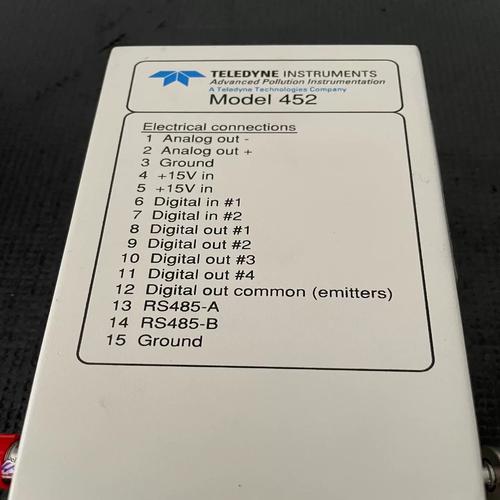 TELEDYNE INSTRUMENTS
Advanced Pollution Instrumentation
A Teledyne Technologies Company
Model 452
Electrical connections
1 Analog out -
2 Analog out +
3 Ground
4 +15V in
5 +15V in
6 Digital in #1
7 Digital in #2
8 Digital out #1
9 Digital out #2
10 Digital out #3
11 Digital out #4
12 Digital out common (emitters)
13 RS485-A
14 RS485-B
15 Ground